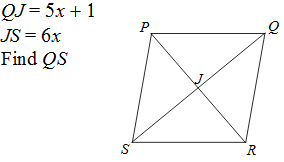 QJ = 5x + 1
JS = 6x
Find QS
P
Q
J
S
R